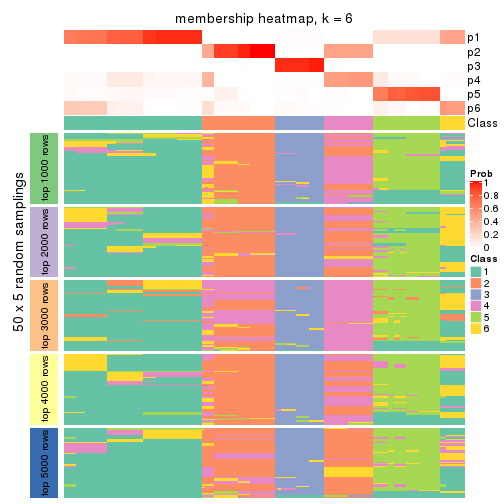 membership heatmap, k = 6
p1
p2
p3
p4
p5
p6
Class
50 x 5 random samplings
top 1000 rows
top 2000 rows
top 3000 rows
top 4000 rows
top 5000 rows
Prob
1
0.8
0.6
0.4
0.2
0
Class
1
2
3
4
5
6